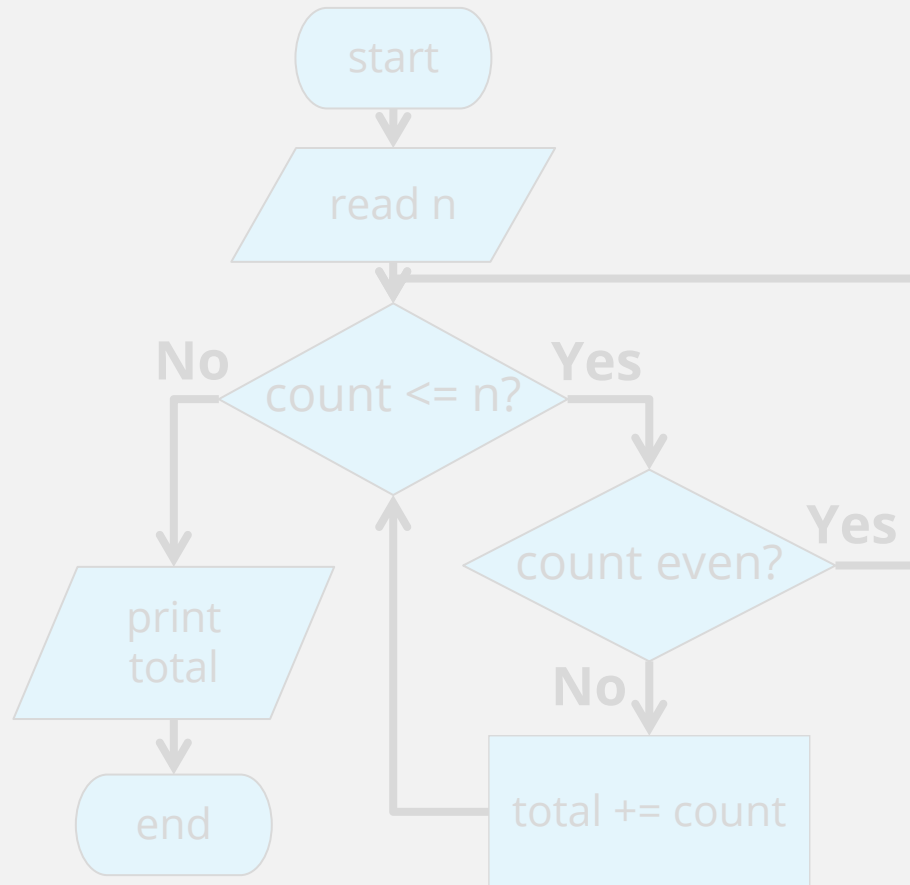 start
read n
No
Yes
count <= n?
Yes
count even?
print
total
No
total += count
end